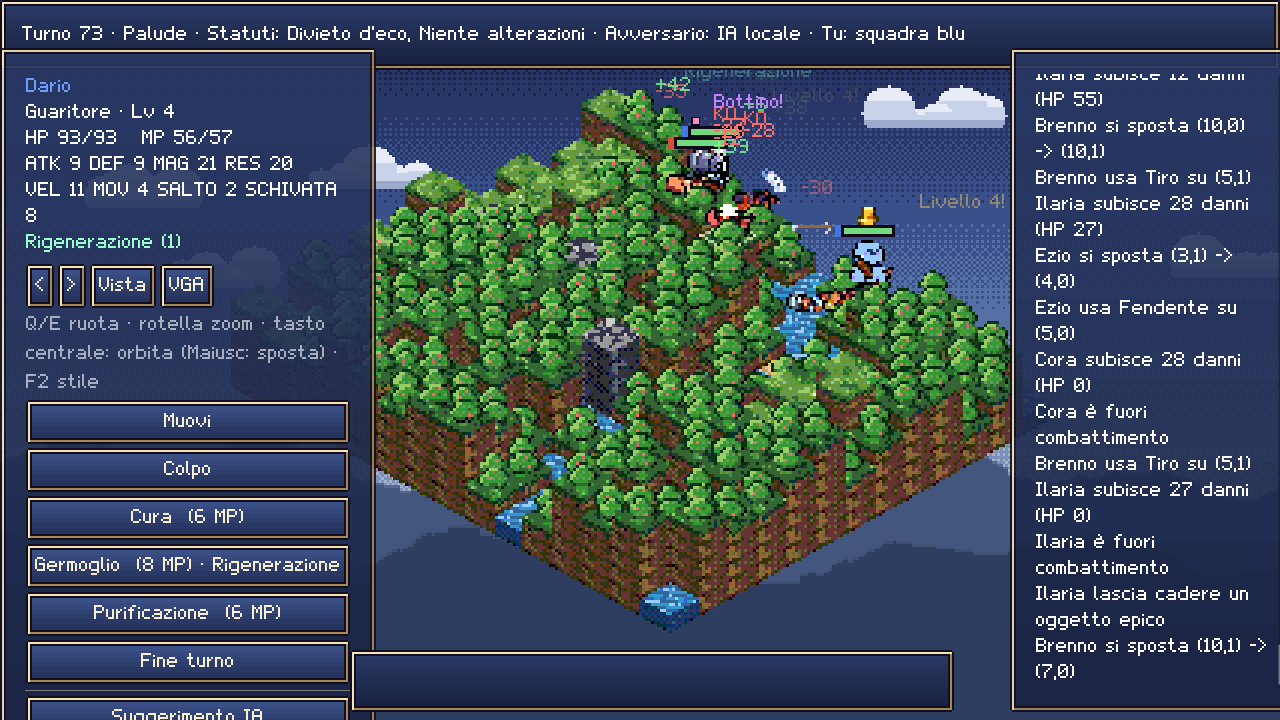 Turno 73 · Palude · Statuti: Divieto d'eco, Niente alterazioni · Avversario: IA locale · Tu: squadra blu
Dario
Guaritore · Lv 4
HP 93/93 MP 56/57
ATK 9 DEF 9 MAG 21 RES 20
VEL 11 MOV 4 SALTO 2 SCHIVATA
8
Rigenerazione (1)
< > Vista VGA
Q/E ruota · rotella zoom · tasto
centrale: orbita (Maiusc: sposta) ·
F2 stile
Muovi
Colpo
Cura (6 MP)
Germoglio (8 MP) · Rigenerazione
Purificazione (6 MP)
Fine turno
Suggerimento IA
Rigenerazione
+42
Bottino!
-28
-30
Livello 4!
Ilaria subisce 12 danni
(HP 55)
Brenno si sposta (10,0)
-> (10,1)
Brenno usa Tiro su (5,1)
Ilaria subisce 28 danni
(HP 27)
Ezio si sposta (3,1) ->
(4,0)
Ezio usa Fendente su
(5,0)
Cora subisce 28 danni
(HP 0)
Cora è fuori
combattimento
Brenno usa Tiro su (5,1)
Ilaria subisce 27 danni
(HP 0)
Ilaria è fuori
combattimento
Ilaria lascia cadere un
oggetto epico
Brenno si sposta (10,1) ->
(7,0)